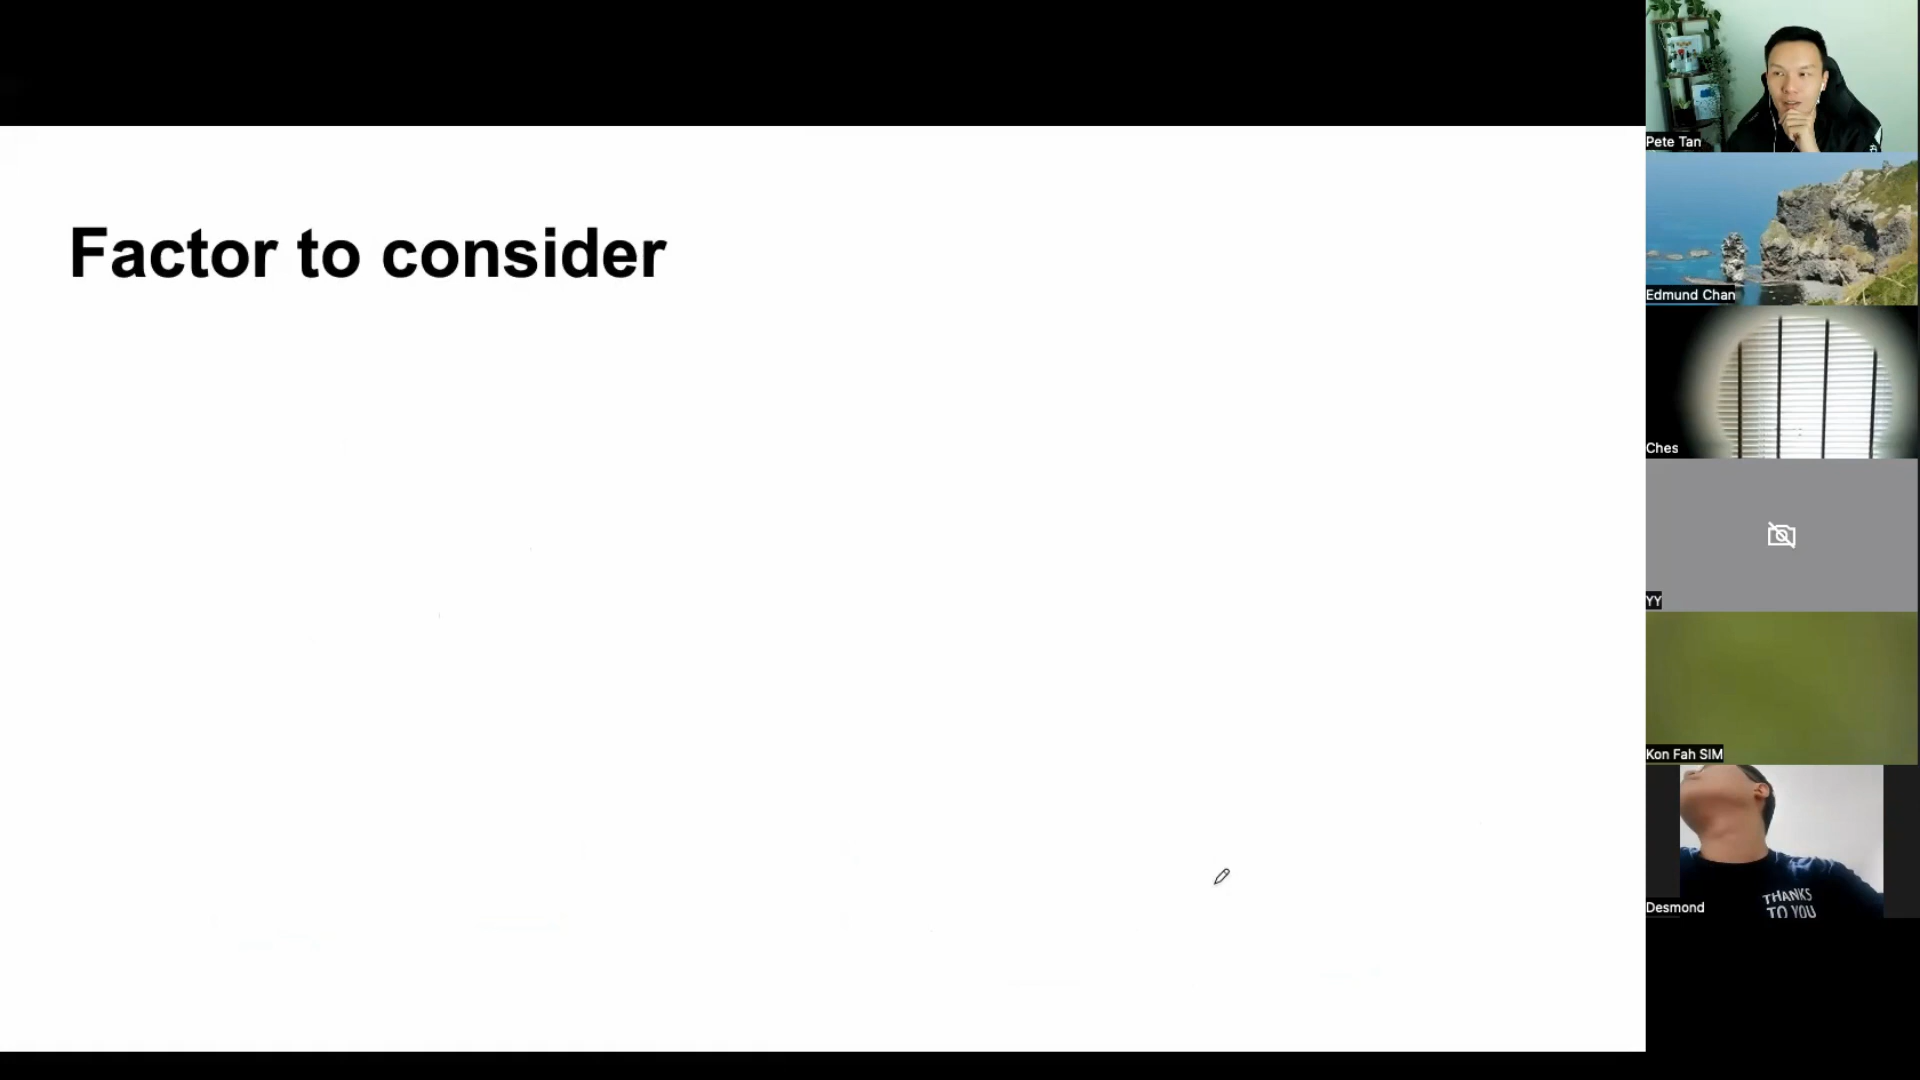 Factor to consider
Pete Tan
Edmund Chan
Ches
YY
Kon Fah SIM
THANKS
TO YOU
Desmond